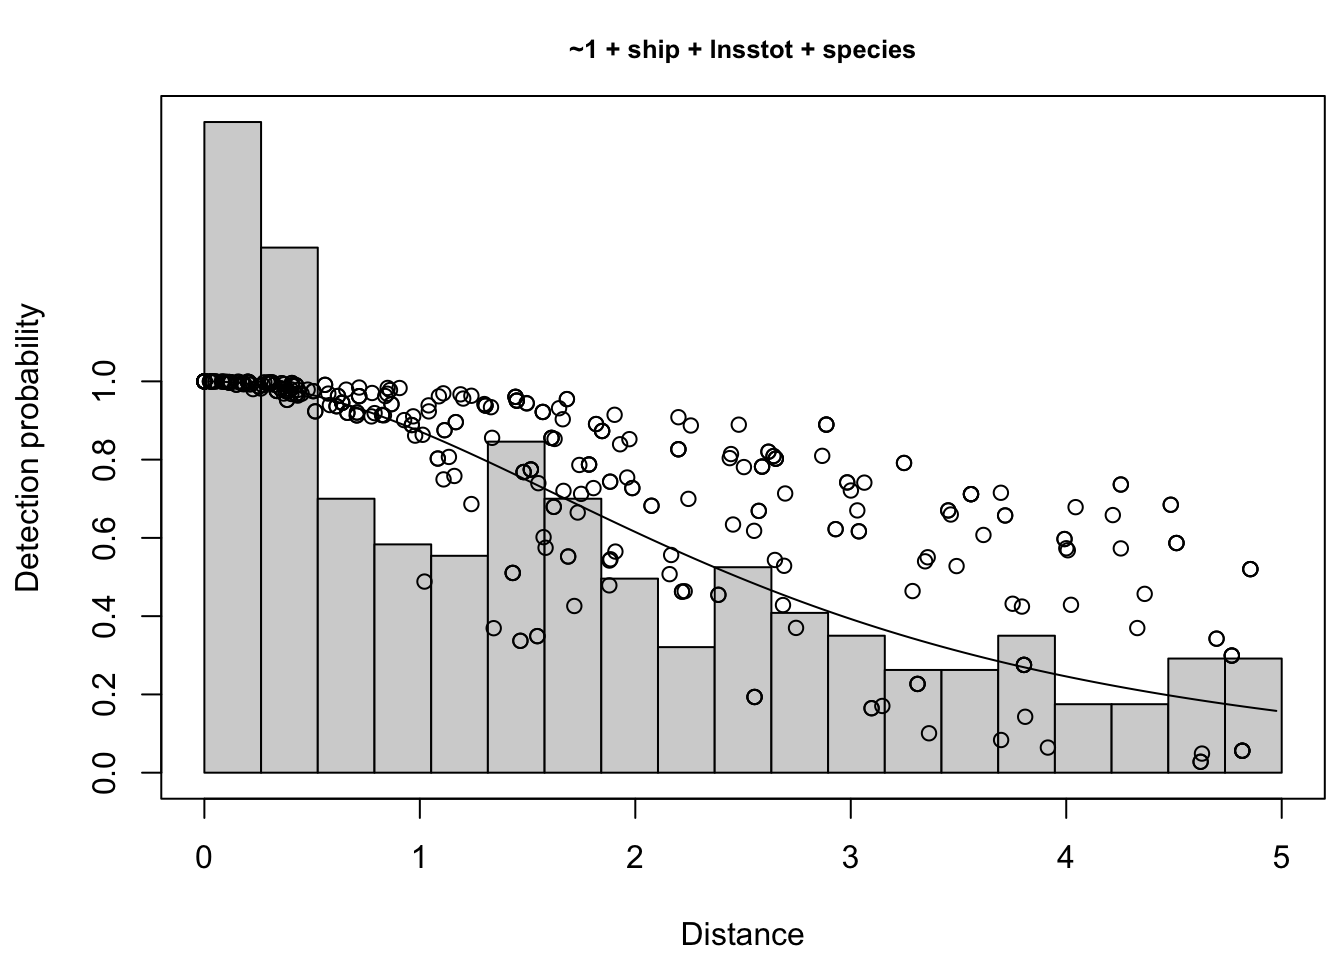 ~1 + ship + lnsstot + species
Detection probability
1.0
0.8
0.6
0.4
0.2
0.0
0 1 2 3 4 5
Distance